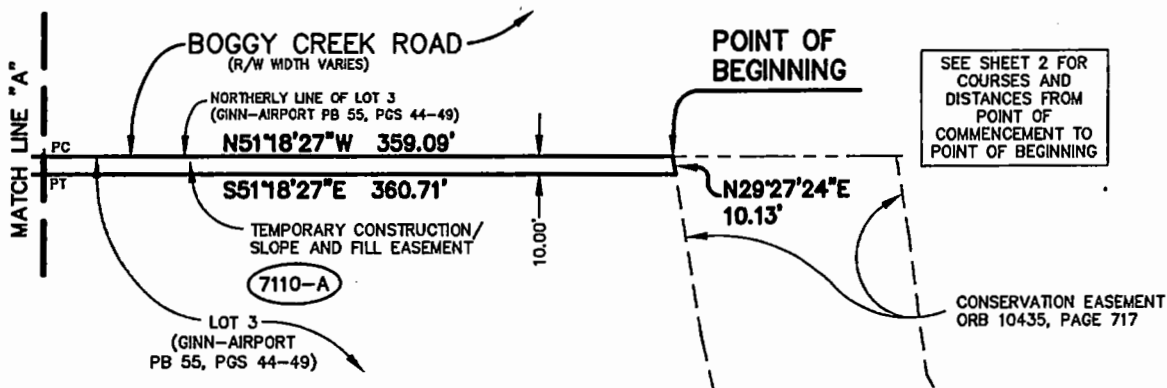 BOGGY CREEK ROAD
(R/W WIDTH VARIES)
POINT OF
BEGINNING
SEE SHEET 2 FOR
COURSES AND
DISTANCES FROM
POINT OF
COMMENCEMENT TO
POINT OF BEGINNING
MATCH LINE "A"
NORTHERLY LINE OF LOT 3
(GINN-AIRPORT PB 55, PGS 44-49)
PC
N51°18'27"W 359.09'
PT
S51°18'27"E 360.71'
N29°27'24"E
10.13'
TEMPORARY CONSTRUCTION/
SLOPE AND FILL EASEMENT
10.00'
7110-A
CONSERVATION EASEMENT
ORB 10435, PAGE 717
LOT 3
(GINN-AIRPORT
PB 55, PGS 44-49)